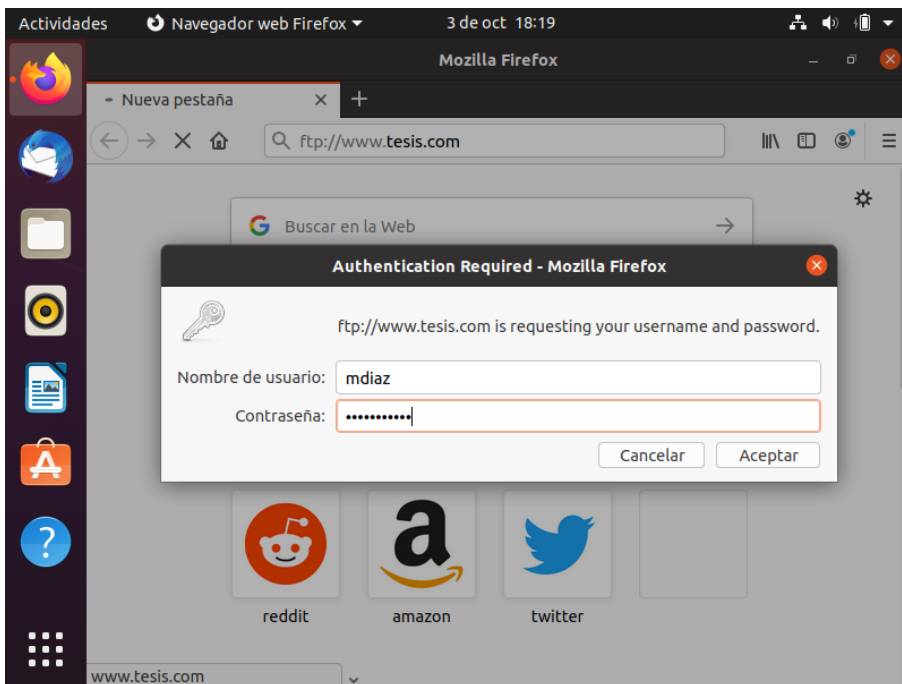 Actividades Navegador web Firefox 3 de oct 18:19
Mozilla Firefox
Nueva pestaña
ftp://www.tesis.com
Buscar en la Web
Authentication Required - Mozilla Firefox
ftp://www.tesis.com is requesting your username and password.
Nombre de usuario: mdiaz
Contraseña: •••••••••••
Cancelar Aceptar
reddit amazon twitter
www.tesis.com